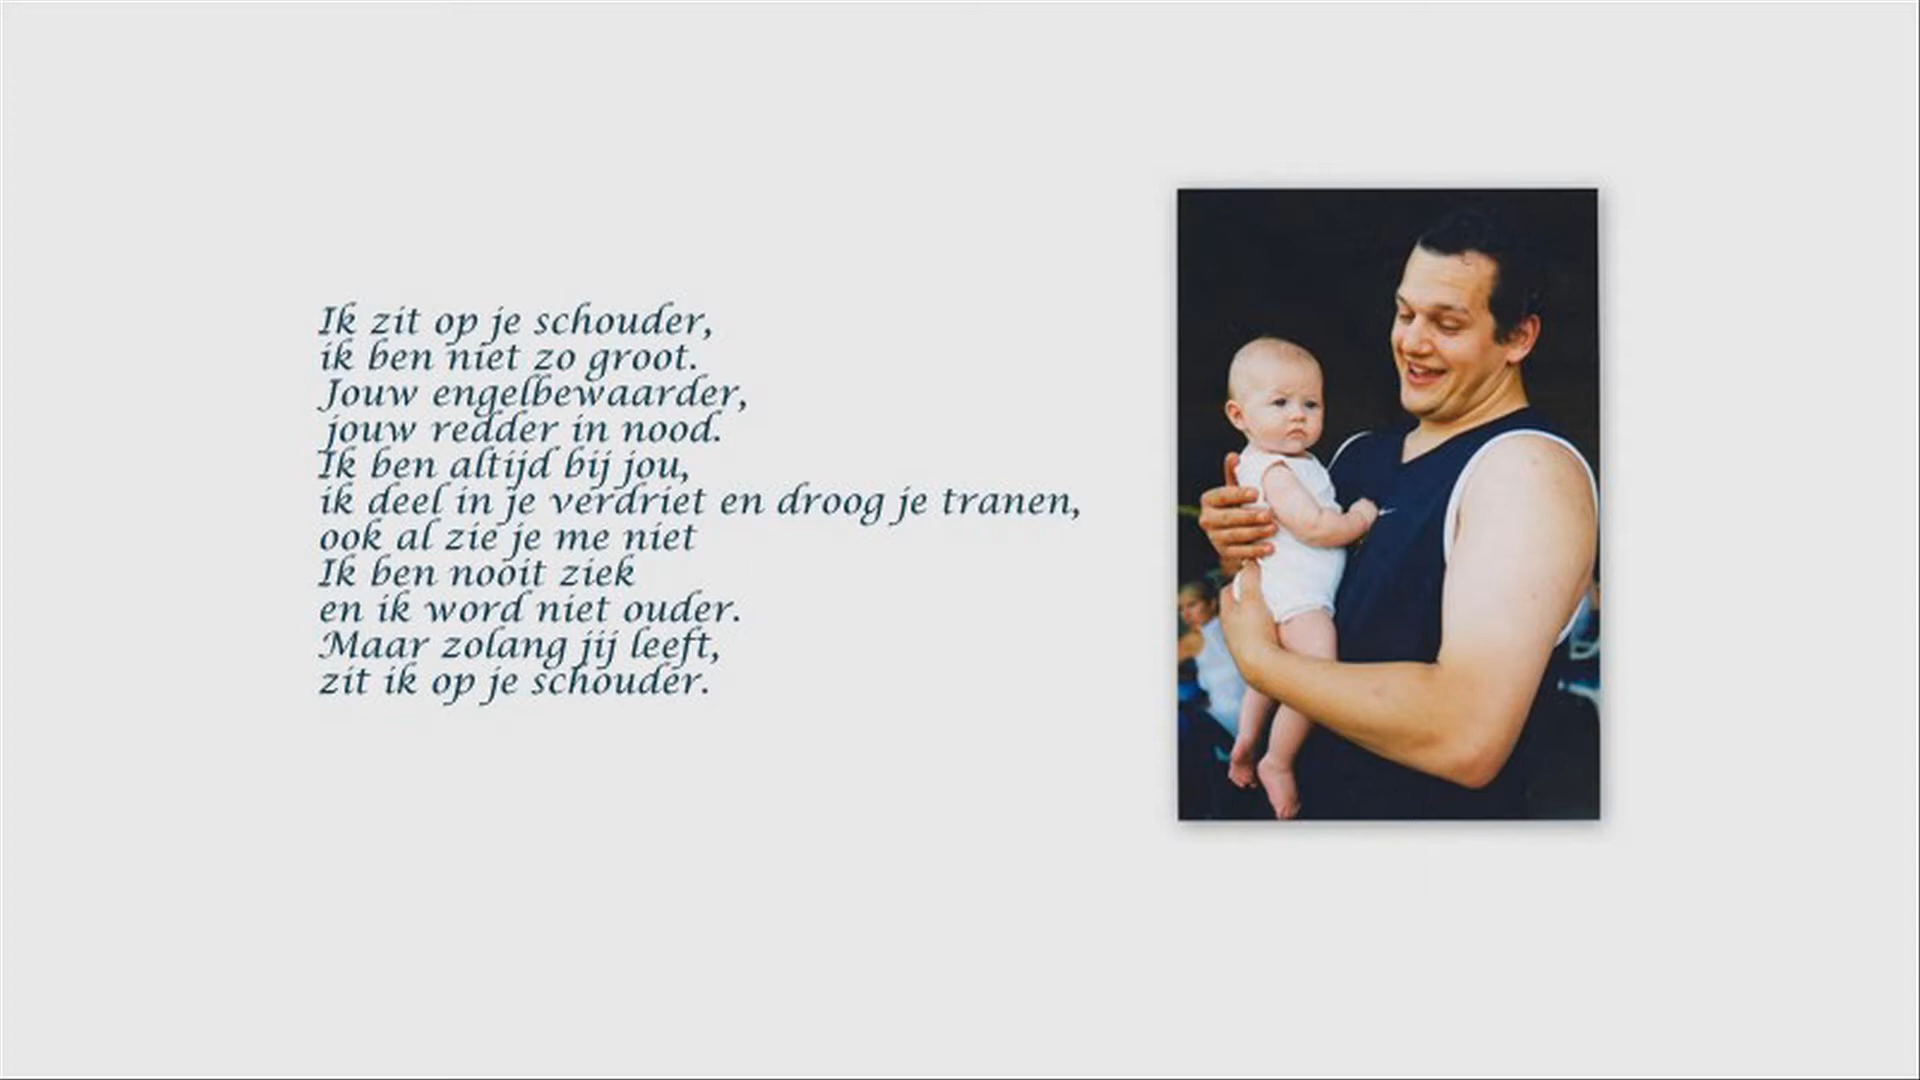 Ik zit op je schouder,
ik ben niet zo groot.
Jouw engelbewaarder,
jouw redder in nood.
Ik ben altijd bij jou,
ik deel in je verdriet en droog je tranen,
ook al zie je me niet
Ik ben nooit ziek
en ik word niet ouder.
Maar zolang jij leeft,
zit ik op je schouder.